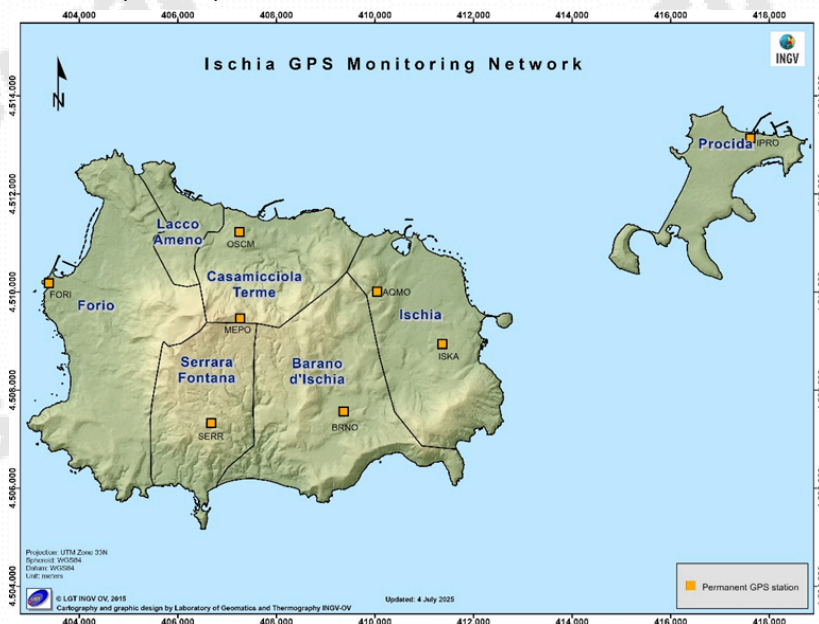 404,000 406,000 408,000 410,000 412,000 414,000 416,000 418,000
Ischia GPS Monitoring Network
INGV
N
4.514.000
4.512.000
4.510.000
4.508.000
4.506.000
4.504.000
Procida
IPRO
Lacco
Ameno
OSCM
Casamicciola
Terme
FORI
Forio
AQMO
Ischia
MEPO
ISKA
Serrara
Fontana
Barano
d'Ischia
SERR
BRNO
Projection: UTM Zone 33N
Spheroid: WGS84
Datum: WGS84
Unit: meters
© LGT INGV OV, 2015
Cartography and graphic design by Laboratory of Geomatics and Thermography INGV-OV
Updated: 4 July 2025
Permanent GPS station
404,000 406,000 408,000 410,000 412,000 414,000 416,000 418,000